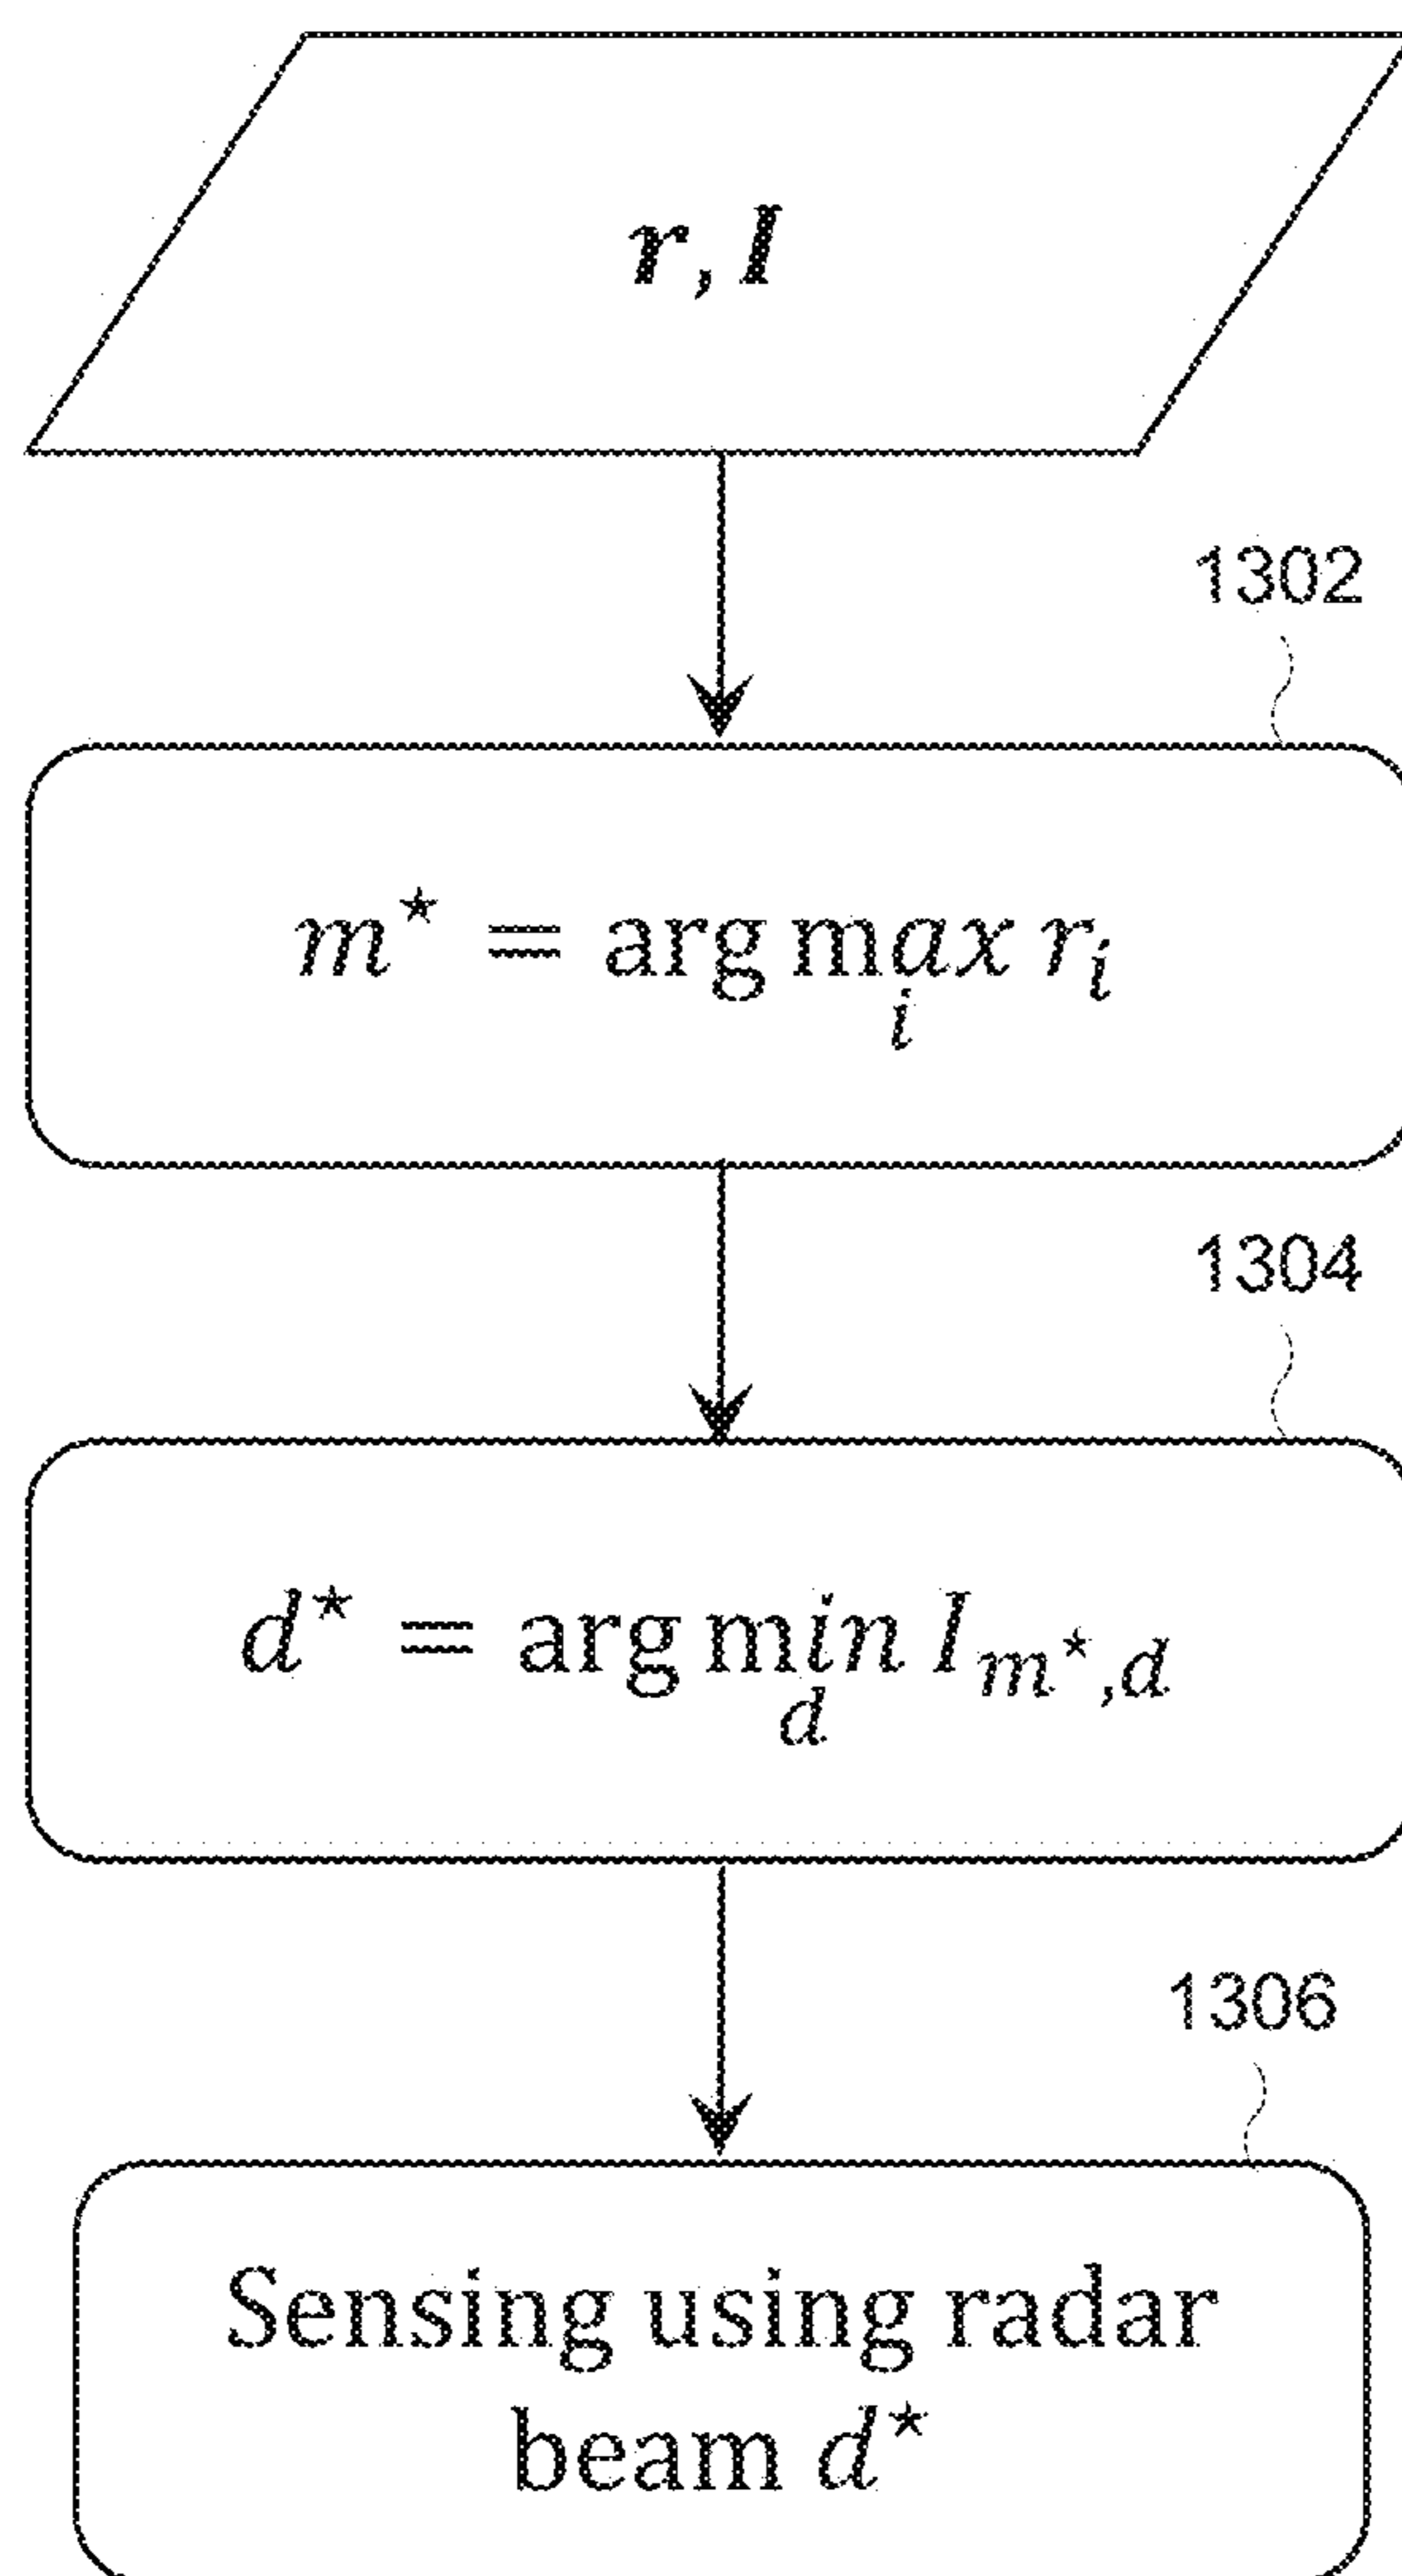 r, I
1302
m* = arg max r_i
i
1304
d* = arg min I_m*,d
d
1306
Sensing using radar
beam d*